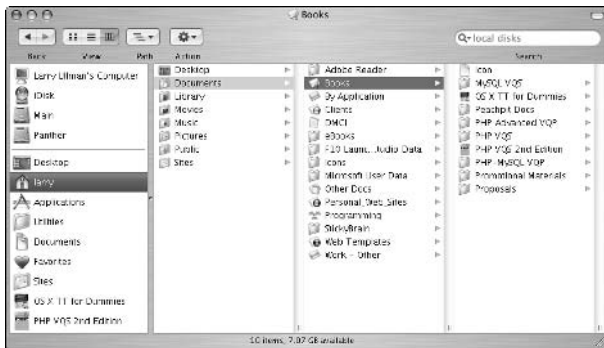 Books
local disks
Back View Path Action Search
Larry Ullman's Computer
iDisk
Main
Panther
Desktop
larry
Applications
Utilities
Documents
Favorites
Sites
OS X TT for Dummies
PHP VQS 2nd Edition
Desktop
Documents
Library
Movies
Music
Pictures
Public
Sites
Adobe Reader
Books
By Application
Clients
DMCI
eBooks
F10 Launc...tudio Data
Icons
Microsoft User Data
Other Docs
Personal_Web_Sites
Programming
StickyBrain
Web Templates
Work - Other
Icon
MySQL VQS
OS X TT for Dummies
Peachpit Docs
PHP Advanced VQP
PHP VQS
PHP VQS 2nd Edition
PHP-MySQL VQP
Promotional Materials
Proposals
10 items, 7.97 GB available